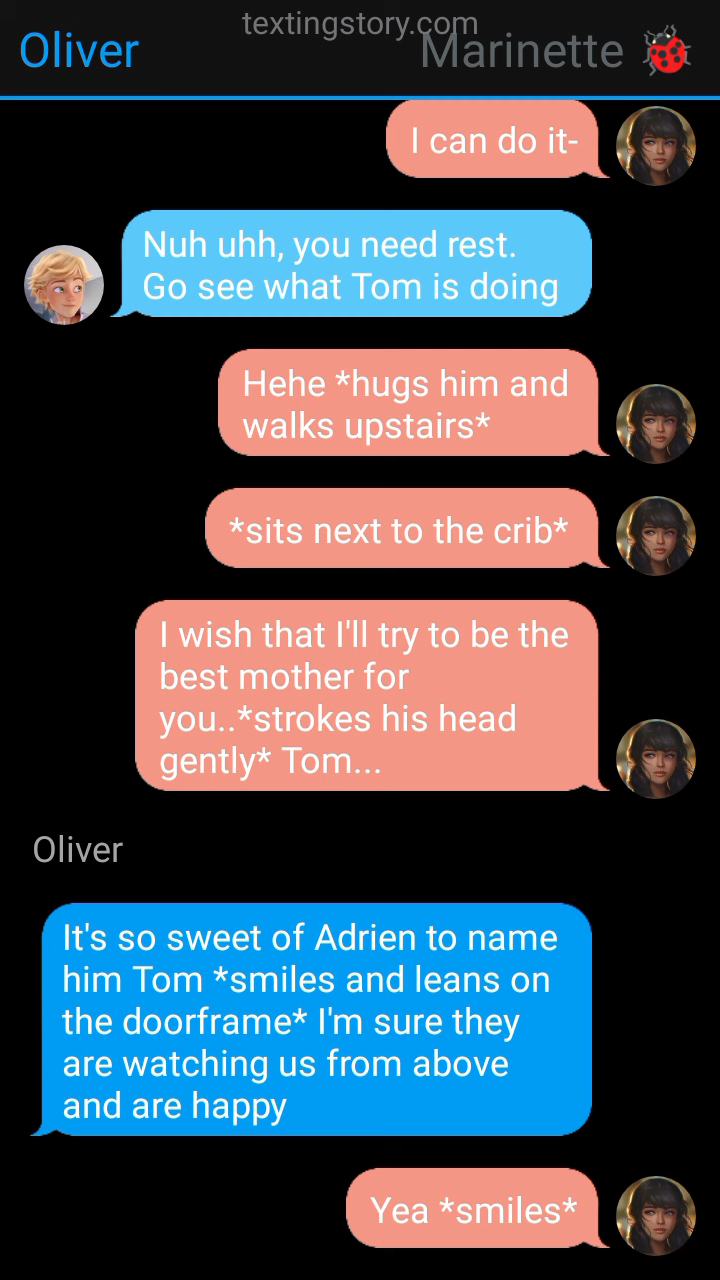 textingstory.com
Oliver
Marinette 🐞
I can do it-
Nuh uhh, you need rest.
Go see what Tom is doing
Hehe *hugs him and
walks upstairs*
*sits next to the crib*
I wish that I'll try to be the
best mother for
you..*strokes his head
gently* Tom...
Oliver
It's so sweet of Adrien to name
him Tom *smiles and leans on
the doorframe* I'm sure they
are watching us from above
and are happy
Yea *smiles*